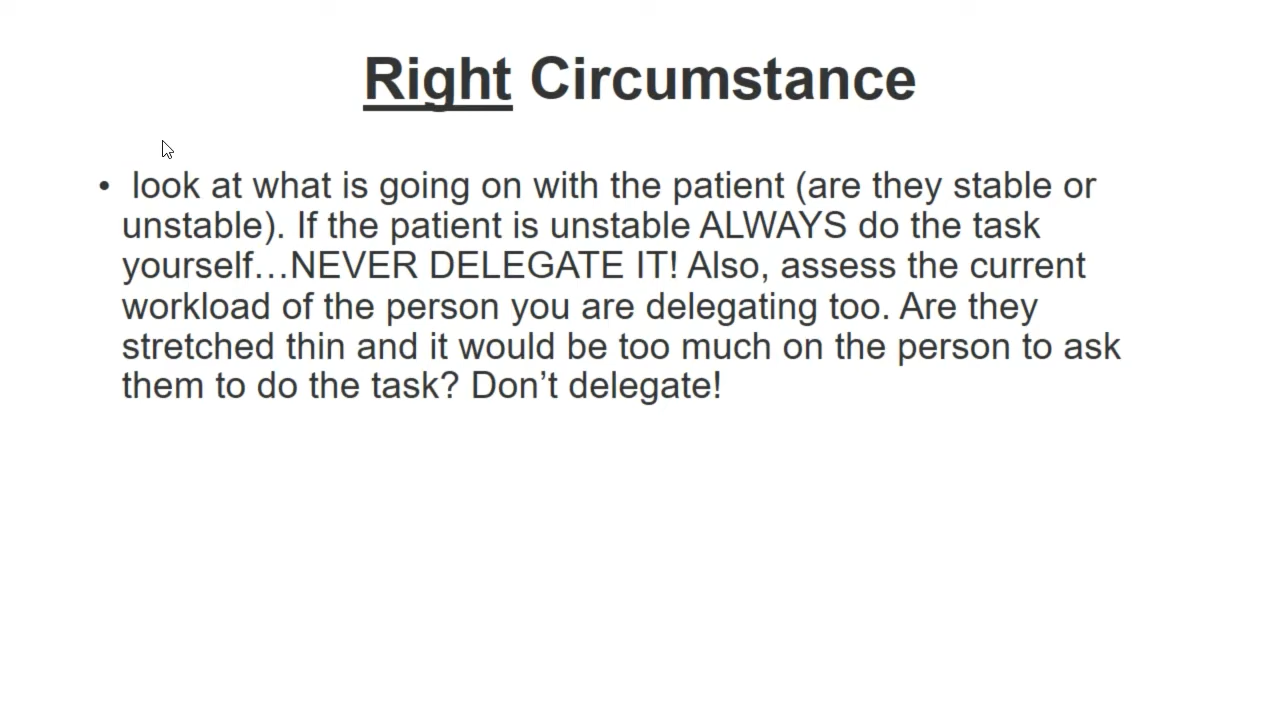 Right Circumstance
• look at what is going on with the patient (are they stable or
unstable). If the patient is unstable ALWAYS do the task
yourself…NEVER DELEGATE IT! Also, assess the current
workload of the person you are delegating too. Are they
stretched thin and it would be too much on the person to ask
them to do the task? Don’t delegate!